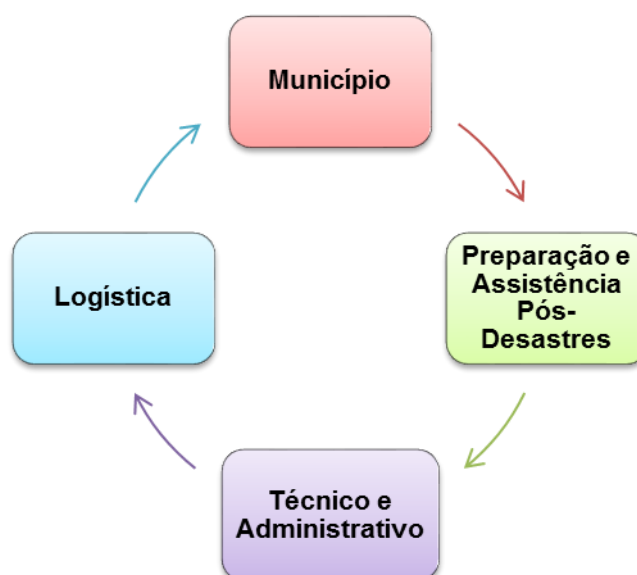 Município
Preparação e
Assistência
Pós-
Desastres
Técnico e
Administrativo
Logística